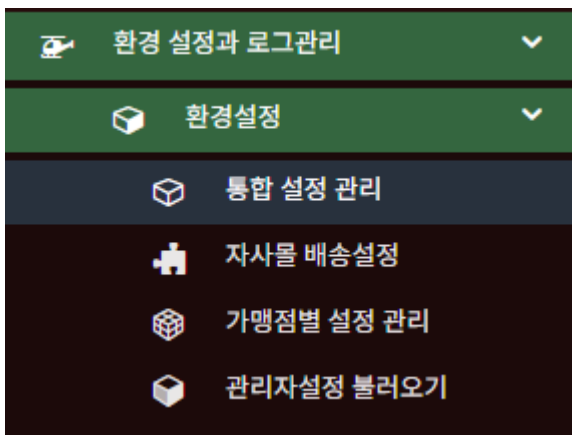 환경 설정과 로그관리
환경설정
통합 설정 관리
자사몰 배송설정
가맹점별 설정 관리
관리자설정 불러오기